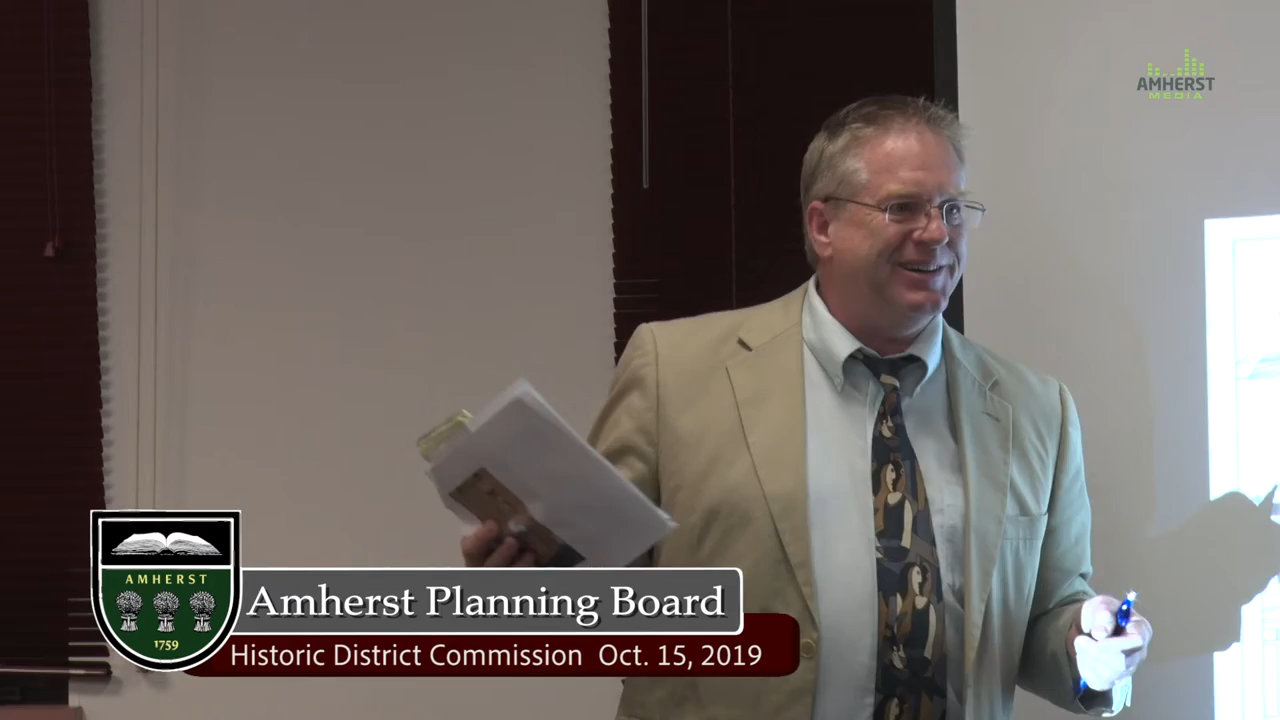 AMHERST
MEDIA
AMHERST
1759
Amherst Planning Board
Historic District Commission Oct. 15, 2019